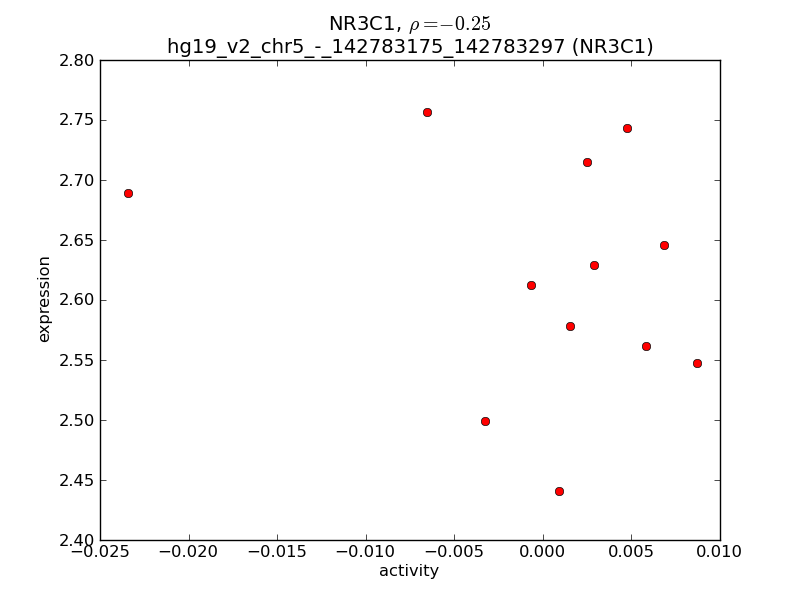 NR3C1, ρ = −0.25
hg19_v2_chr5_-_142783175_142783297 (NR3C1)
2.80
2.75
2.70
2.65
2.60
2.55
2.50
2.45
2.40
expression
−0.025 −0.020 −0.015 −0.010 −0.005 0.000 0.005 0.010
activity